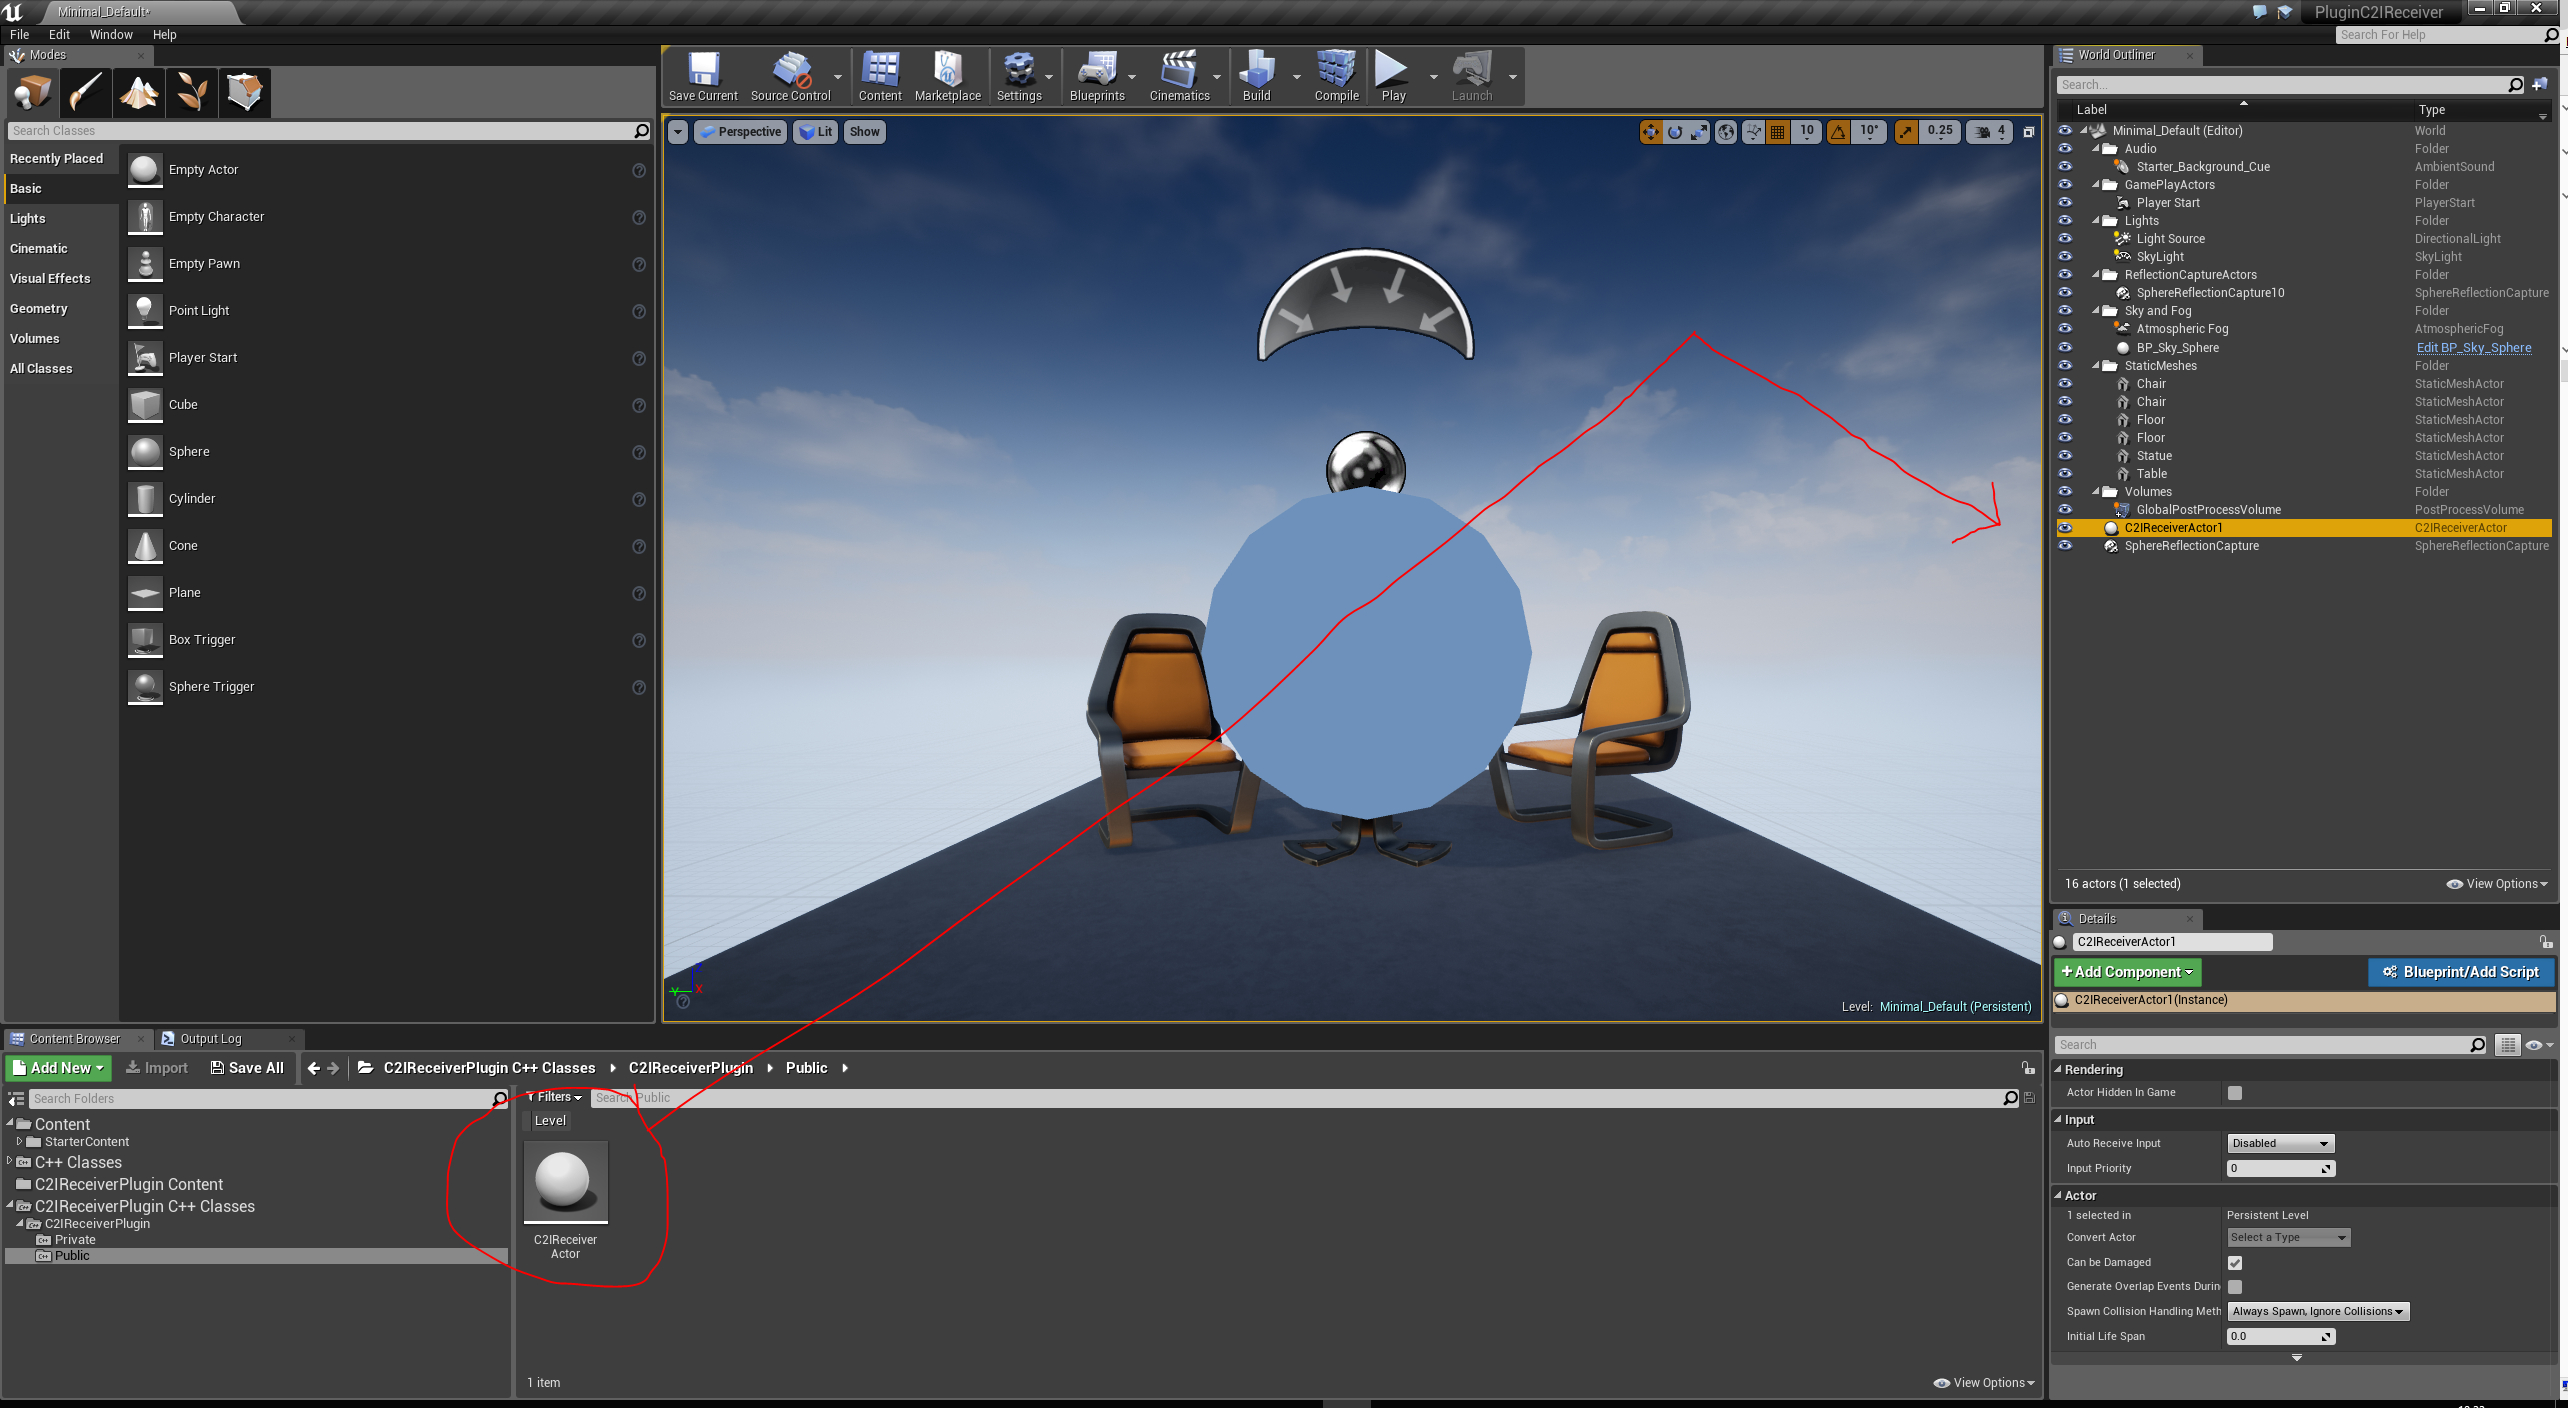 Minimal_Default*
PluginC2IReceiver
File Edit Window Help
Search For Help
Modes
Search Classes
Recently Placed
Basic
Lights
Cinematic
Visual Effects
Geometry
Volumes
All Classes
Empty Actor
Empty Character
Empty Pawn
Point Light
Player Start
Cube
Sphere
Cylinder
Cone
Plane
Box Trigger
Sphere Trigger
Save Current Source Control Content Marketplace Settings Blueprints Cinematics Build Compile Play Launch
Perspective Lit Show
10 10° 0.25 4
Level: Minimal_Default (Persistent)
World Outliner
Search...
Label Type
Minimal_Default (Editor) World
Audio Folder
Starter_Background_Cue AmbientSound
GamePlayActors Folder
Player Start PlayerStart
Lights Folder
Light Source DirectionalLight
SkyLight SkyLight
ReflectionCaptureActors Folder
SphereReflectionCapture10 SphereReflectionCapture
Sky and Fog Folder
Atmospheric Fog AtmosphericFog
BP_Sky_Sphere Edit BP_Sky_Sphere
StaticMeshes Folder
Chair StaticMeshActor
Chair StaticMeshActor
Floor StaticMeshActor
Floor StaticMeshActor
Statue StaticMeshActor
Table StaticMeshActor
Volumes Folder
GlobalPostProcessVolume PostProcessVolume
C2IReceiverActor1 C2IReceiverActor
SphereReflectionCapture SphereReflectionCapture
16 actors (1 selected) View Options
Details
C2IReceiverActor1
+Add Component Blueprint/Add Script
C2IReceiverActor1(Instance)
Search
Rendering
Actor Hidden In Game
Input
Auto Receive Input Disabled
Input Priority 0
Actor
1 selected in Persistent Level
Convert Actor Select a Type
Can be Damaged
Generate Overlap Events Durin
Spawn Collision Handling Meth Always Spawn, Ignore Collisions
Initial Life Span 0.0
Content Browser Output Log
Add New Import Save All C2IReceiverPlugin C++ Classes C2IReceiverPlugin Public
Search Folders
Content
StarterContent
C++ Classes
C2IReceiverPlugin Content
C2IReceiverPlugin C++ Classes
C2IReceiverPlugin
Private
Public
Filters Search Public
Level
C2IReceiver
Actor
1 item View Options